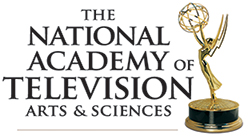 THE
NATIONAL
ACADEMY OF
TELEVISION
ARTS & SCIENCES